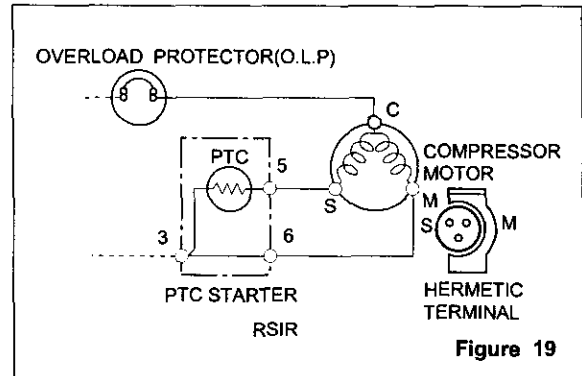 OVERLOAD PROTECTOR(O.L.P)
C
PTC
5
COMPRESSOR
MOTOR
S
M
S
M
3
6
PTC STARTER
HERMETIC
TERMINAL
RSIR
Figure 19